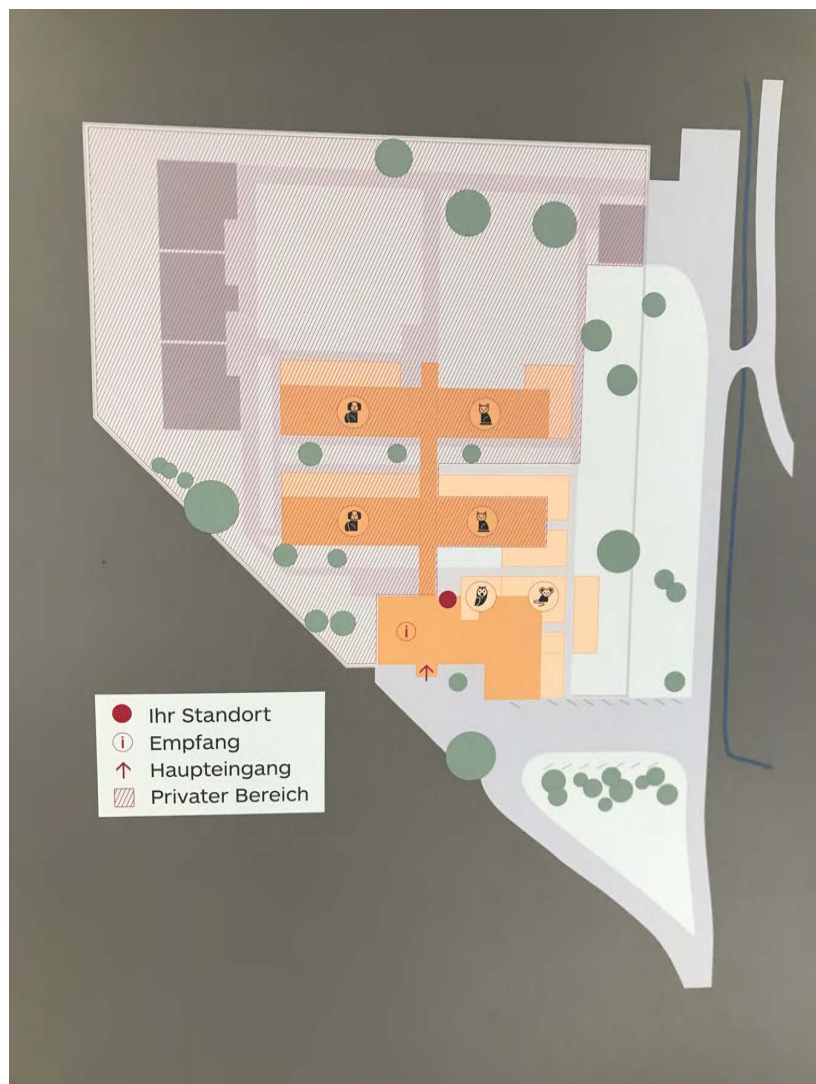 Ihr Standort
i Empfang
Haupteingang
Privater Bereich
i